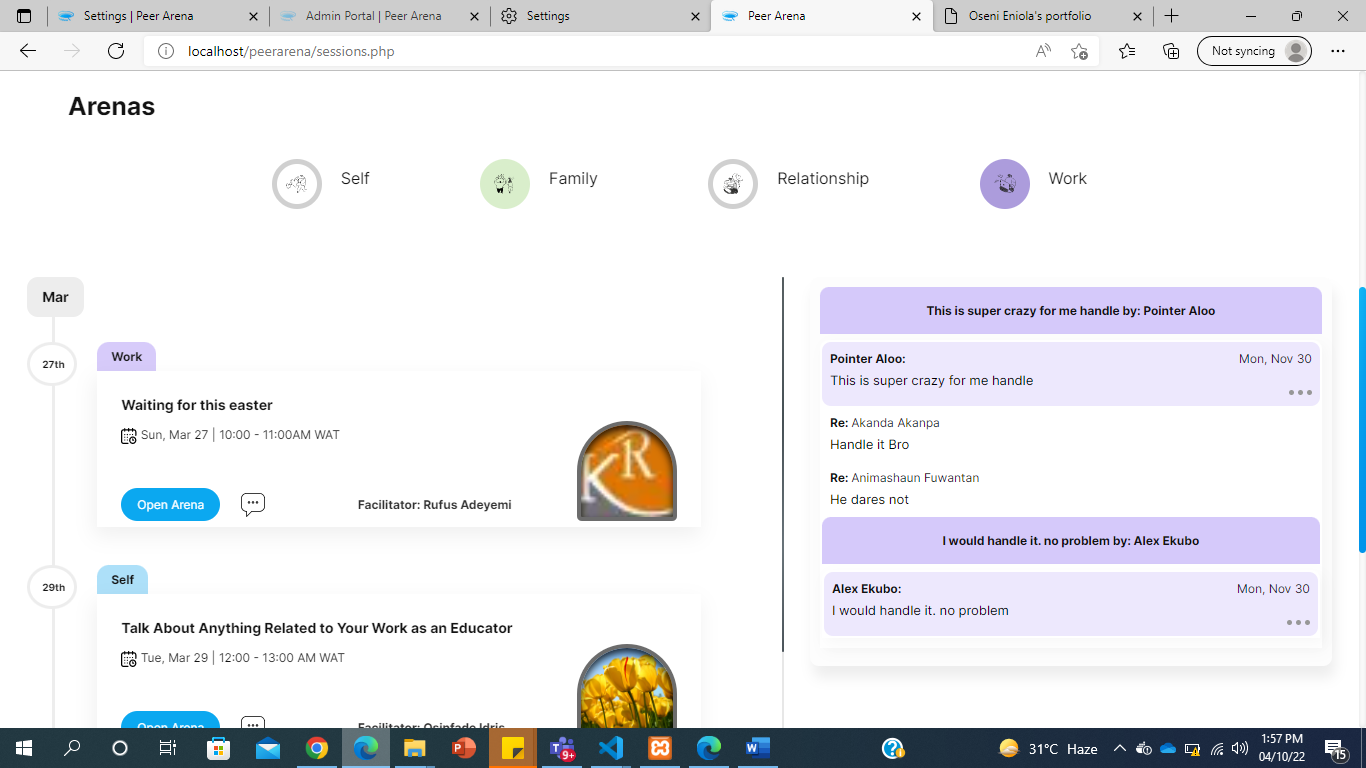 Settings | Peer Arena
Admin Portal | Peer Arena
Settings
Peer Arena
Oseni Eniola's portfolio
localhost/peerarena/sessions.php
Not syncing
Arenas
Self
Family
Relationship
Work
Mar
27th
Work
Waiting for this easter
Sun, Mar 27 | 10:00 - 11:00AM WAT
Open Arena
Facilitator: Rufus Adeyemi
KR
29th
Self
Talk About Anything Related to Your Work as an Educator
Tue, Mar 29 | 12:00 - 13:00 AM WAT
Open Arena
Facilitator: Osinfade Idris
This is super crazy for me handle by: Pointer Aloo
Pointer Aloo:
Mon, Nov 30
This is super crazy for me handle
Re: Akanda Akanpa
Handle it Bro
Re: Animashaun Fuwantan
He dares not
I would handle it. no problem by: Alex Ekubo
Alex Ekubo:
Mon, Nov 30
I would handle it. no problem
9+
31°C Haze
1:57 PM
04/10/22
15